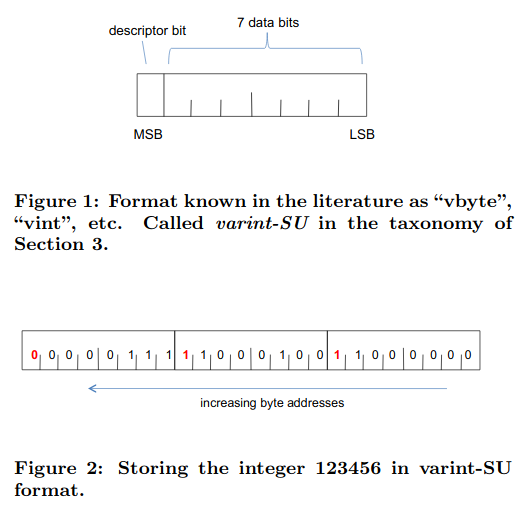 descriptor bit
7 data bits
MSB
LSB
Figure 1: Format known in the literature as “vbyte”,
“vint”, etc. Called varint-SU in the taxonomy of
Section 3.
0 0 0 0 0 1 1 1 1 1 0 0 0 1 0 0 1 1 0 0 0 0 0 0
increasing byte addresses
Figure 2: Storing the integer 123456 in varint-SU
format.